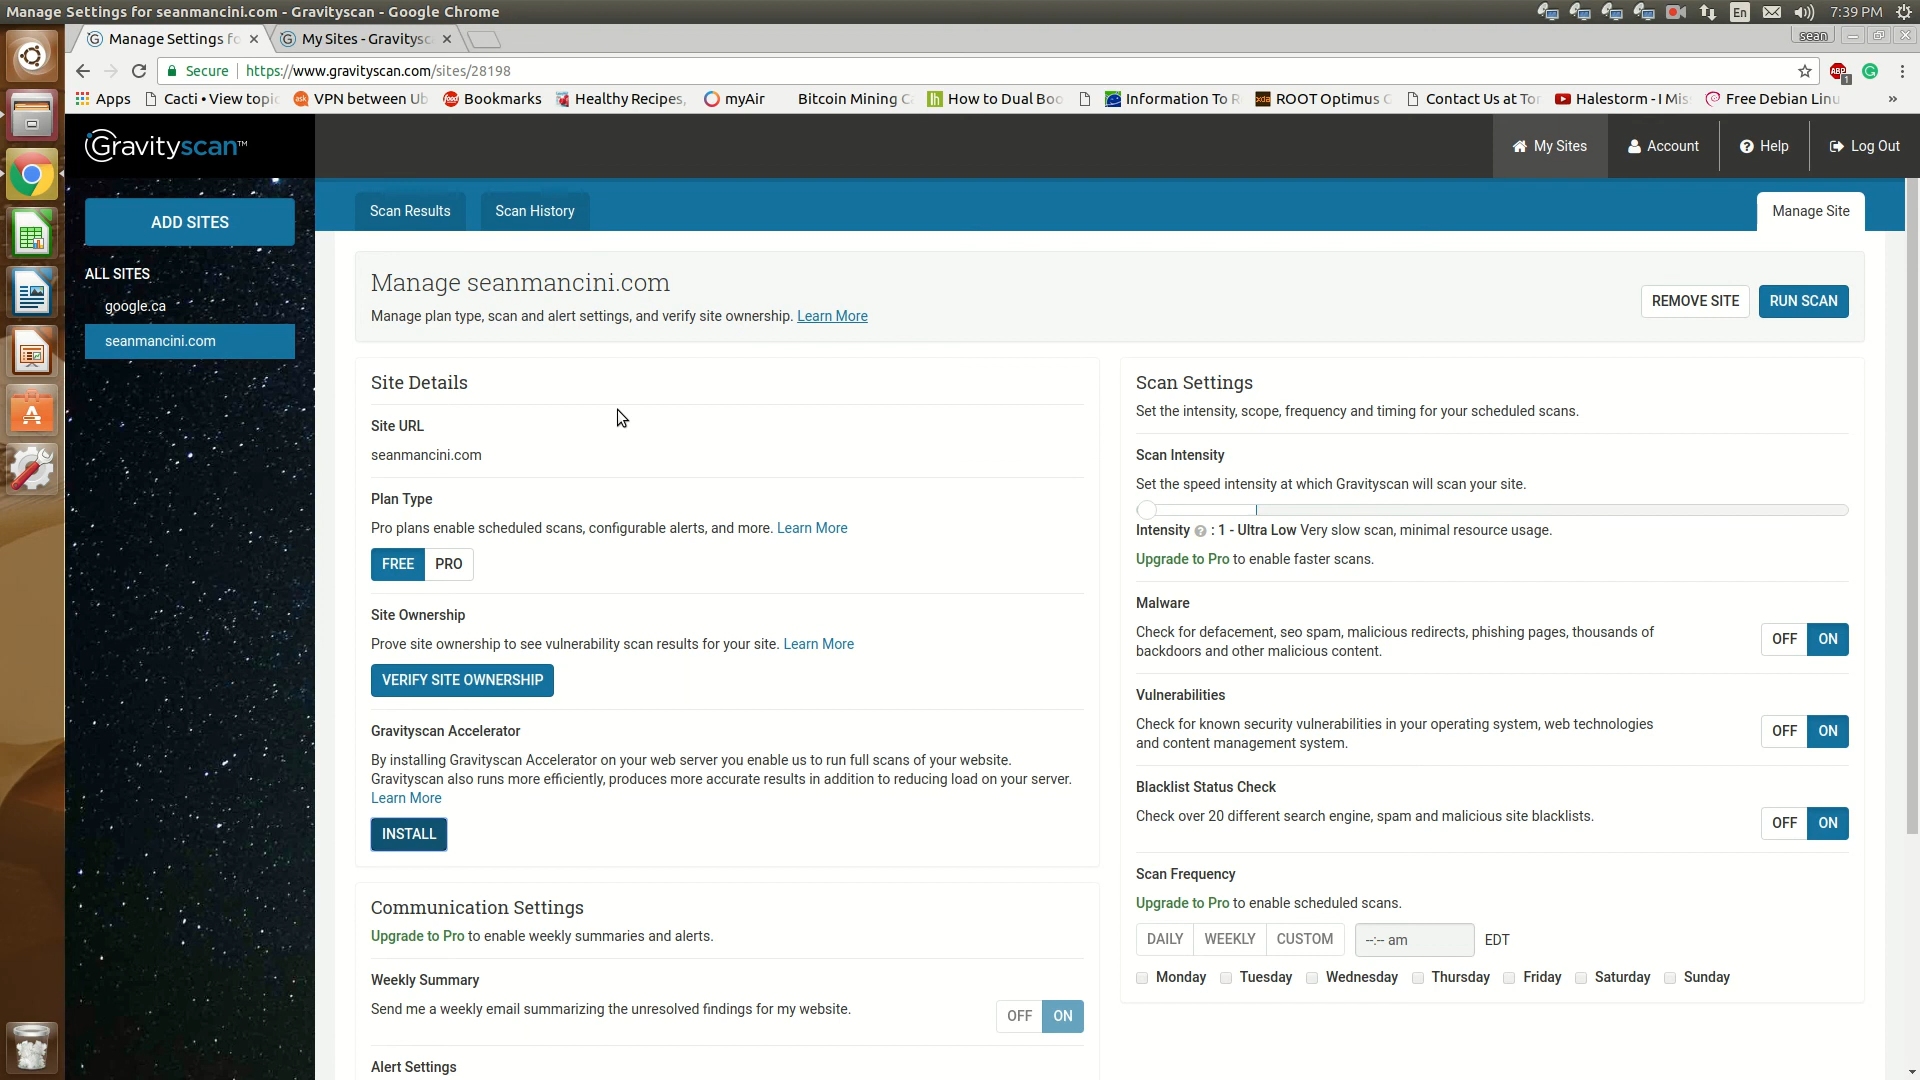 Manage Settings for seanmancini.com - Gravityscan - Google Chrome
En
7:39 PM
Manage Settings fo
My Sites - Gravitysc
sean
Secure
https://www.gravityscan.com/sites/28198
ABP
1
Apps
Cacti • View topic
VPN between Ub
Bookmarks
Healthy Recipes,
myAir
Bitcoin Mining C
How to Dual Boo
Information To R
ROOT Optimus G
Contact Us at Tor
Halestorm - I Mis
Free Debian Linu
»
Gravityscan™
My Sites
Account
Help
Log Out
ADD SITES
ALL SITES
google.ca
seanmancini.com
Scan Results
Scan History
Manage Site
Manage seanmancini.com
Manage plan type, scan and alert settings, and verify site ownership. Learn More
REMOVE SITE
RUN SCAN
Site Details
Site URL
seanmancini.com
Plan Type
Pro plans enable scheduled scans, configurable alerts, and more. Learn More
FREE
PRO
Site Ownership
Prove site ownership to see vulnerability scan results for your site. Learn More
VERIFY SITE OWNERSHIP
Gravityscan Accelerator
By installing Gravityscan Accelerator on your web server you enable us to run full scans of your website.
Gravityscan also runs more efficiently, produces more accurate results in addition to reducing load on your server.
Learn More
INSTALL
Communication Settings
Upgrade to Pro to enable weekly summaries and alerts.
Weekly Summary
Send me a weekly email summarizing the unresolved findings for my website.
OFF
ON
Alert Settings
Scan Settings
Set the intensity, scope, frequency and timing for your scheduled scans.
Scan Intensity
Set the speed intensity at which Gravityscan will scan your site.
Intensity ? : 1 - Ultra Low Very slow scan, minimal resource usage.
Upgrade to Pro to enable faster scans.
Malware
Check for defacement, seo spam, malicious redirects, phishing pages, thousands of
backdoors and other malicious content.
OFF
ON
Vulnerabilities
Check for known security vulnerabilities in your operating system, web technologies
and content management system.
OFF
ON
Blacklist Status Check
Check over 20 different search engine, spam and malicious site blacklists.
OFF
ON
Scan Frequency
Upgrade to Pro to enable scheduled scans.
DAILY
WEEKLY
CUSTOM
--:-- am
EDT
Monday
Tuesday
Wednesday
Thursday
Friday
Saturday
Sunday